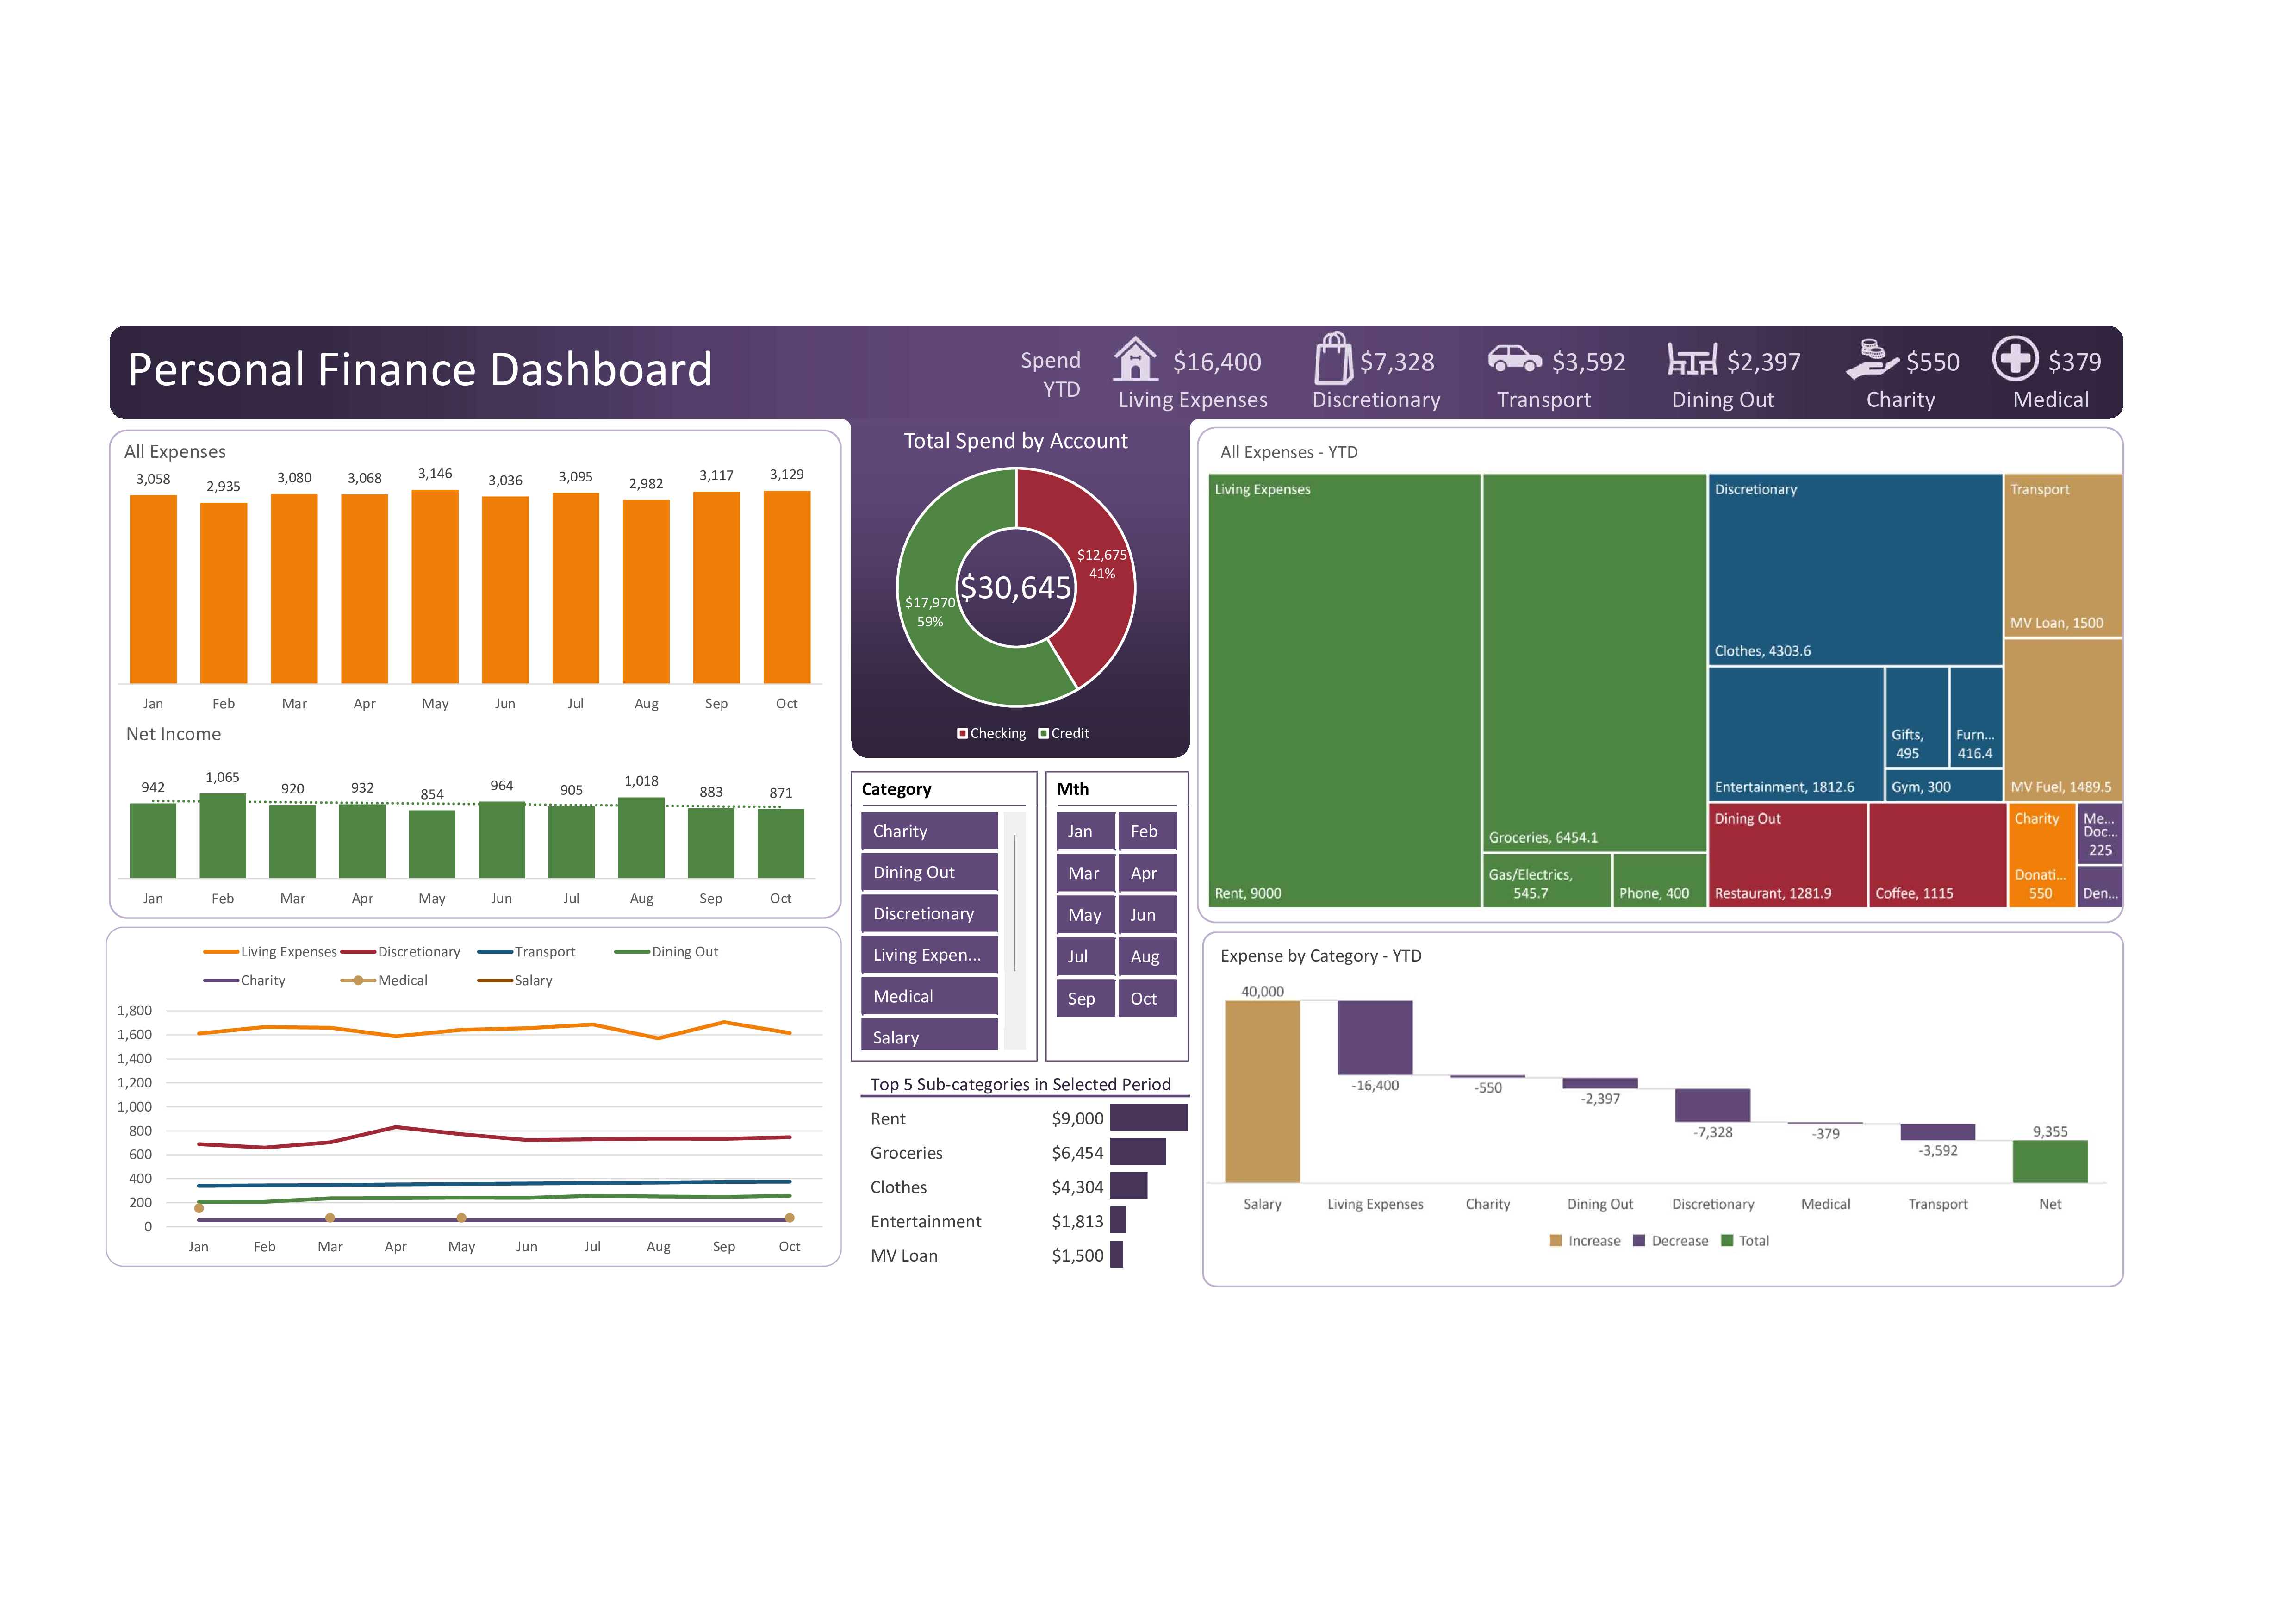 Personal Finance Dashboard
Spend
YTD
$16,400
Living Expenses
$7,328
Discretionary
$3,592
Transport
$2,397
Dining Out
$550
Charity
$379
Medical
All Expenses
3,058 2,935 3,080 3,068 3,146 3,036 3,095 2,982 3,117 3,129
Jan Feb Mar Apr May Jun Jul Aug Sep Oct
Net Income
942 1,065 920 932 854 964 905 1,018 883 871
Jan Feb Mar Apr May Jun Jul Aug Sep Oct
Living Expenses Discretionary Transport Dining Out
Charity Medical Salary
1,800
1,600
1,400
1,200
1,000
800
600
400
200
0
Jan Feb Mar Apr May Jun Jul Aug Sep Oct
Total Spend by Account
$12,675
41%
$30,645
$17,970
59%
Checking Credit
Category
Charity
Dining Out
Discretionary
Living Expen...
Medical
Salary
Mth
Jan Feb
Mar Apr
May Jun
Jul Aug
Sep Oct
Top 5 Sub-categories in Selected Period
Rent $9,000
Groceries $6,454
Clothes $4,304
Entertainment $1,813
MV Loan $1,500
All Expenses - YTD
Living Expenses
Rent, 9000
Groceries, 6454.1
Gas/Electrics,
545.7
Phone, 400
Discretionary
Clothes, 4303.6
Entertainment, 1812.6
Gifts,
495
Furn...
416.4
Gym, 300
Transport
MV Loan, 1500
MV Fuel, 1489.5
Dining Out
Restaurant, 1281.9
Coffee, 1115
Charity
Donati...
550
Me...
Doc...
225
Den...
Expense by Category - YTD
40,000
-16,400
-550
-2,397
-7,328
-379
-3,592
9,355
Salary Living Expenses Charity Dining Out Discretionary Medical Transport Net
Increase Decrease Total